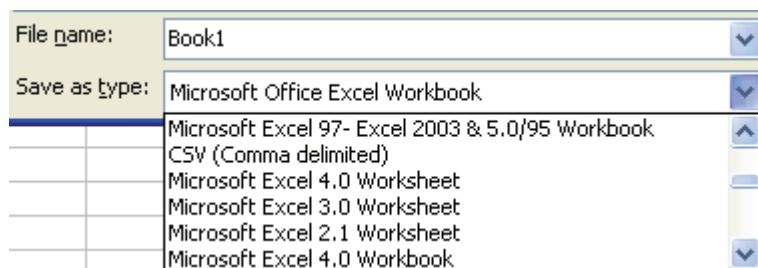 File name: Book1
Save as type: Microsoft Office Excel Workbook
Microsoft Excel 97- Excel 2003 & 5.0/95 Workbook
CSV (Comma delimited)
Microsoft Excel 4.0 Worksheet
Microsoft Excel 3.0 Worksheet
Microsoft Excel 2.1 Worksheet
Microsoft Excel 4.0 Workbook